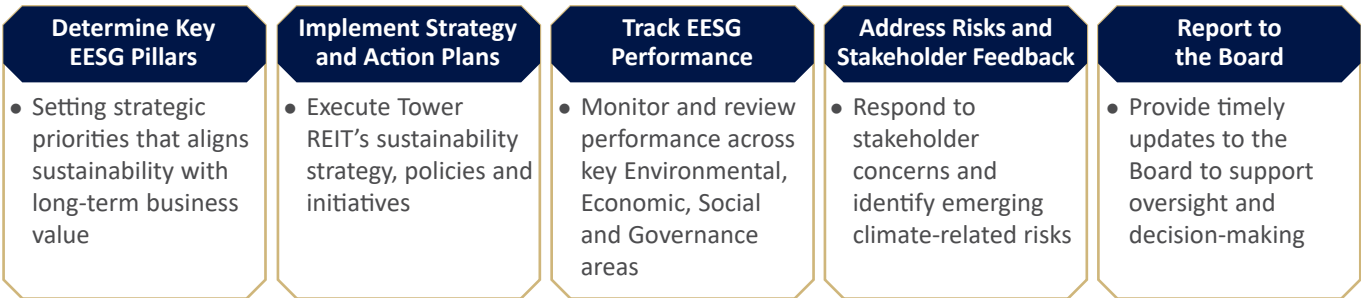 Determine Key
EESG Pillars
● Setting strategic
priorities that aligns
sustainability with
long-term business
value
Implement Strategy
and Action Plans
● Execute Tower
REIT's sustainability
strategy, policies and
initiatives
Track EESG
Performance
● Monitor and review
performance across
key Environmental,
Economic, Social
and Governance
areas
Address Risks and
Stakeholder Feedback
● Respond to
stakeholder
concerns and
identify emerging
climate-related risks
Report to
the Board
● Provide timely
updates to the
Board to support
oversight and
decision-making